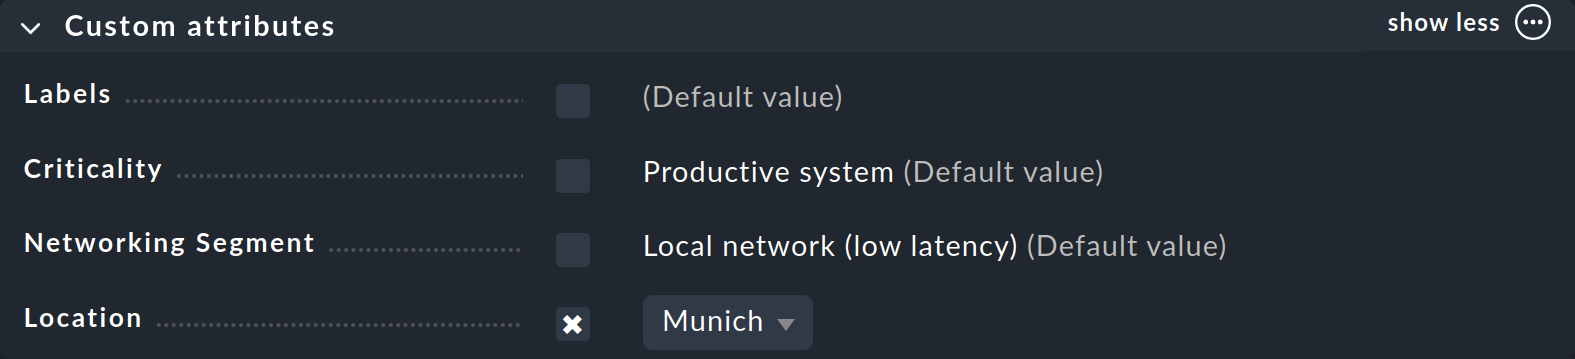 Custom attributes show less
Labels (Default value)
Criticality Productive system (Default value)
Networking Segment Local network (low latency) (Default value)
Location Munich